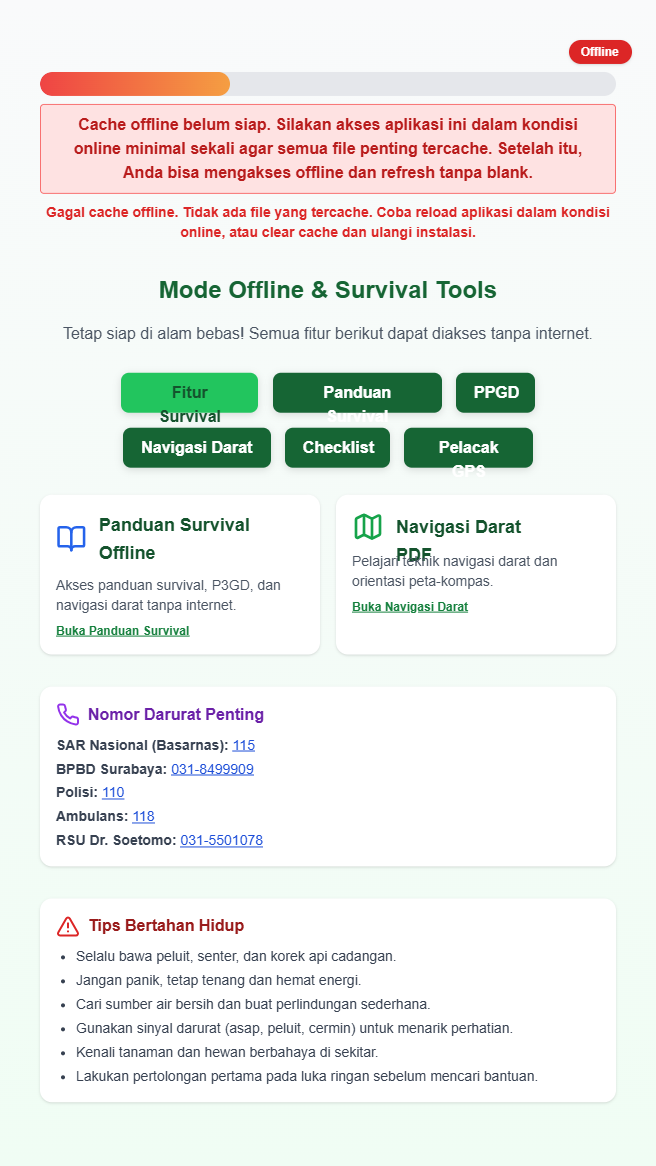 Offline
Cache offline belum siap. Silakan akses aplikasi ini dalam kondisi
online minimal sekali agar semua file penting tercache. Setelah itu,
Anda bisa mengakses offline dan refresh tanpa blank.
Gagal cache offline. Tidak ada file yang tercache. Coba reload aplikasi dalam kondisi
online, atau clear cache dan ulangi instalasi.
Mode Offline & Survival Tools
Tetap siap di alam bebas! Semua fitur berikut dapat diakses tanpa internet.
Fitur
Survival
Panduan
Survival
PPGD
Navigasi Darat
Checklist
Pelacak
GPS
Panduan Survival
Offline
Akses panduan survival, P3GD, dan
navigasi darat tanpa internet.
Buka Panduan Survival
Navigasi Darat
PDF
Pelajari teknik navigasi darat dan
orientasi peta-kompas.
Buka Navigasi Darat
Nomor Darurat Penting
SAR Nasional (Basarnas): 115
BPBD Surabaya: 031-8499909
Polisi: 110
Ambulans: 118
RSU Dr. Soetomo: 031-5501078
Tips Bertahan Hidup
• Selalu bawa peluit, senter, dan korek api cadangan.
• Jangan panik, tetap tenang dan hemat energi.
• Cari sumber air bersih dan buat perlindungan sederhana.
• Gunakan sinyal darurat (asap, peluit, cermin) untuk menarik perhatian.
• Kenali tanaman dan hewan berbahaya di sekitar.
• Lakukan pertolongan pertama pada luka ringan sebelum mencari bantuan.